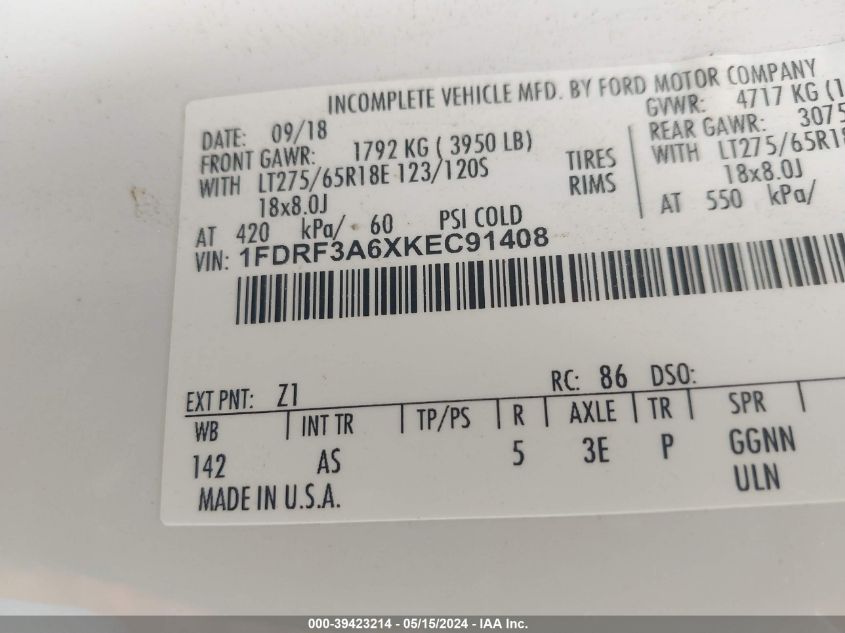 INCOMPLETE VEHICLE MFD. BY FORD MOTOR COMPANY
DATE: 09/18 GVWR: 4717 KG (1
FRONT GAWR: 1792 KG ( 3950 LB) REAR GAWR: 3075
WITH LT275/65R18E 123/120S TIRES WITH LT275/65R18
18x8.0J RIMS 18x8.0J
AT 420 kPa/ 60 PSI COLD AT 550 kPa/
VIN: 1FDRF3A6XKEC91408
EXT PNT: Z1 RC: 86 DSO:
WB INT TR TP/PS R AXLE TR SPR
142 AS 5 3E P GGNN
MADE IN U.S.A. ULN
000-39423214 - 05/15/2024 - IAA Inc.